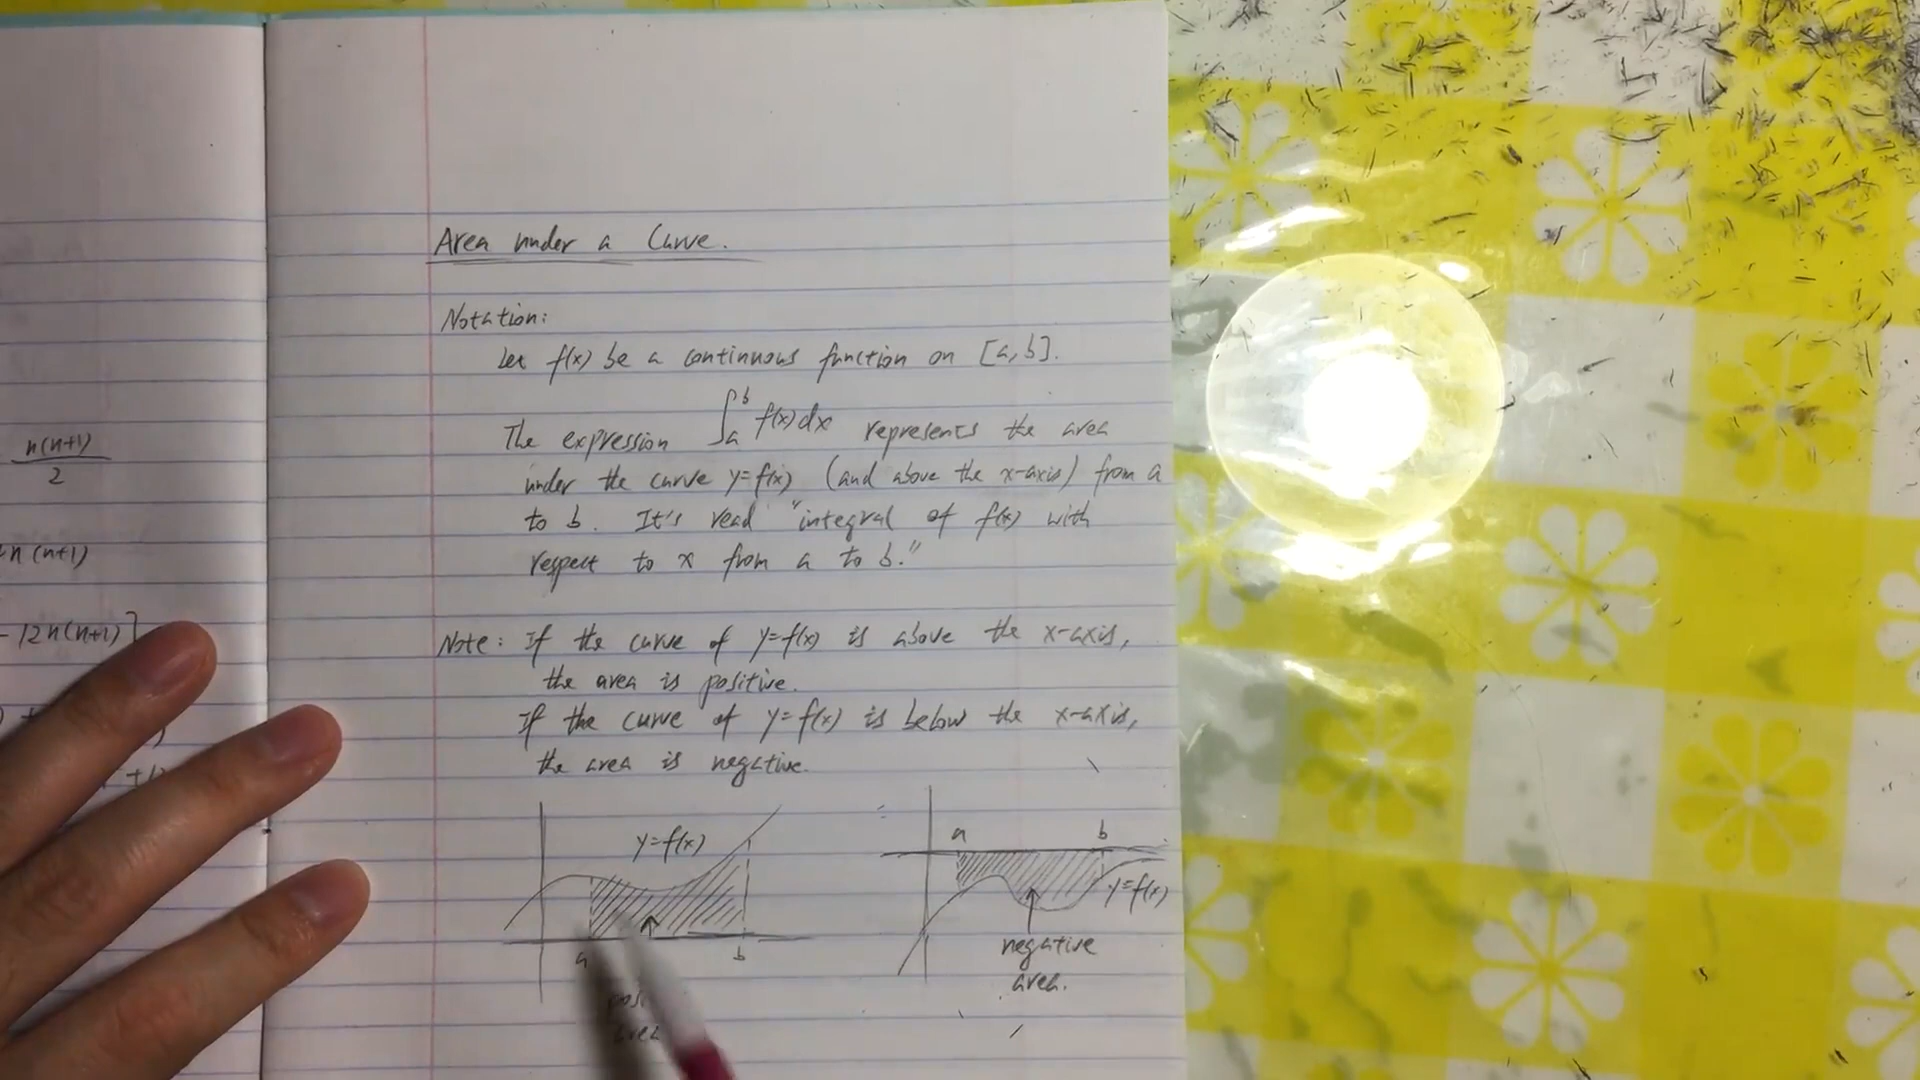 n(n+1)
2
n(n+1)
- 12n(n+1)]
Area under a Curve.
Notation:
Let f(x) be a continuous function on [a,b].
The expression ∫_a^b f(x)dx represents the area
under the curve y=f(x) (and above the x-axis) from a
to b. It's read "integral of f(x) with
respect to x from a to b."
Note: If the curve of y=f(x) is above the x-axis,
the area is positive.
If the curve of y=f(x) is below the x-axis,
the area is negative.
y=f(x)
a
b
area
a
b
y=f(x)
negative
area.